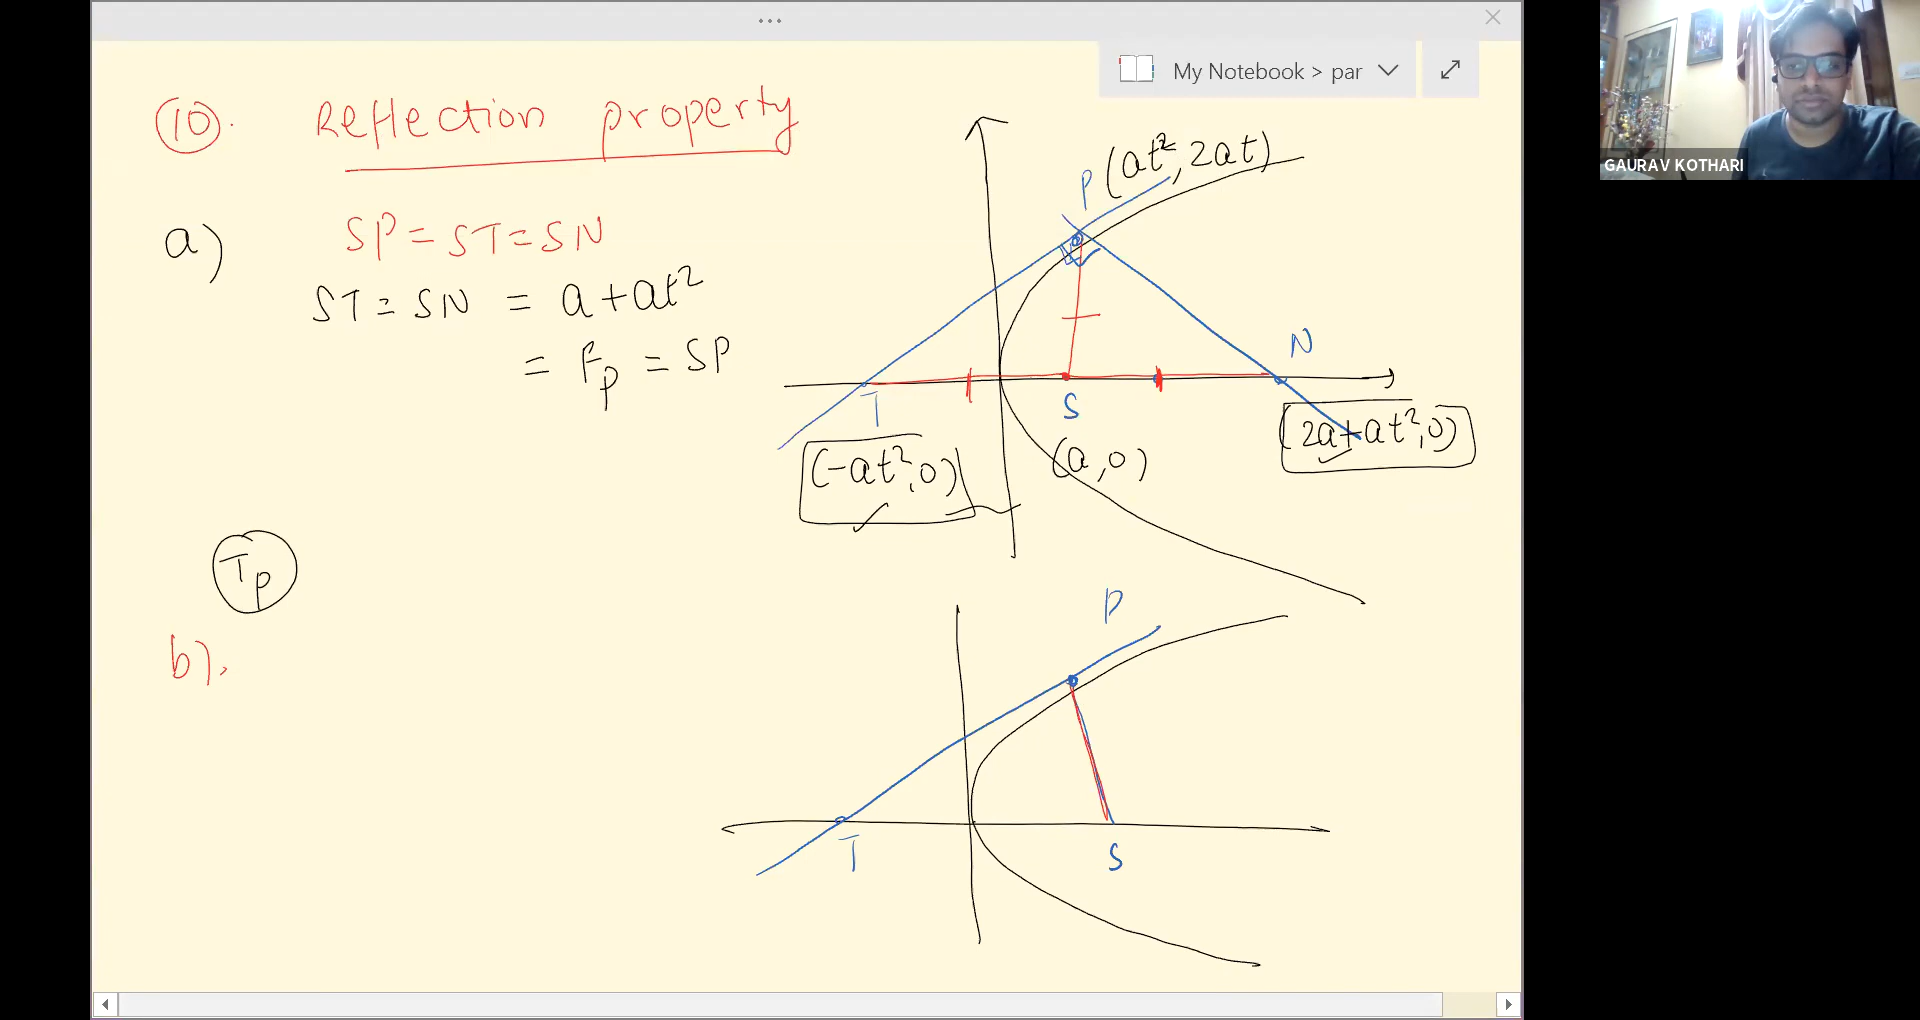 My Notebook > par
GAURAV KOTHARI
(10). Reflection property
a) SP = ST = SN
ST = SN = a + at²
= Fp = SP
P (at², 2at)
N
T
S
(-at², 0)
(a, 0)
(2a + at², 0)
Tp
b).
P
T
S